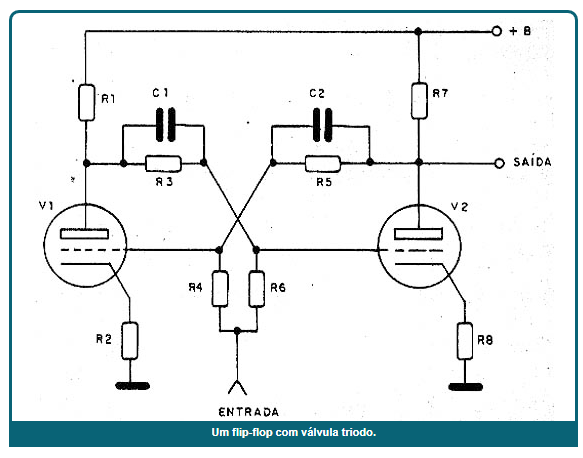 + B
R1
C1
C2
R7
R3
R5
SAÍDA
V1
V2
R4
R6
R2
R8
ENTRADA
Um flip-flop com válvula triodo.